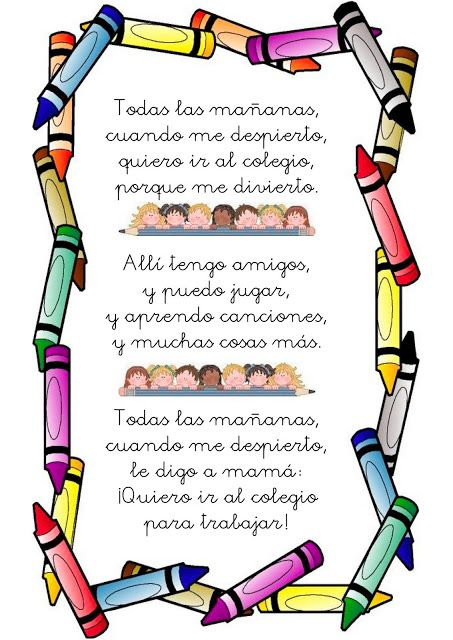 Todas las mañanas,
cuando me despierto,
quiero ir al colegio,
porque me divierto.
Allí tengo amigos,
y puedo jugar,
y aprendo canciones,
y muchas cosas más.
Todas las mañanas,
cuando me despierto,
le digo a mamá:
¡Quiero ir al colegio
para trabajar!